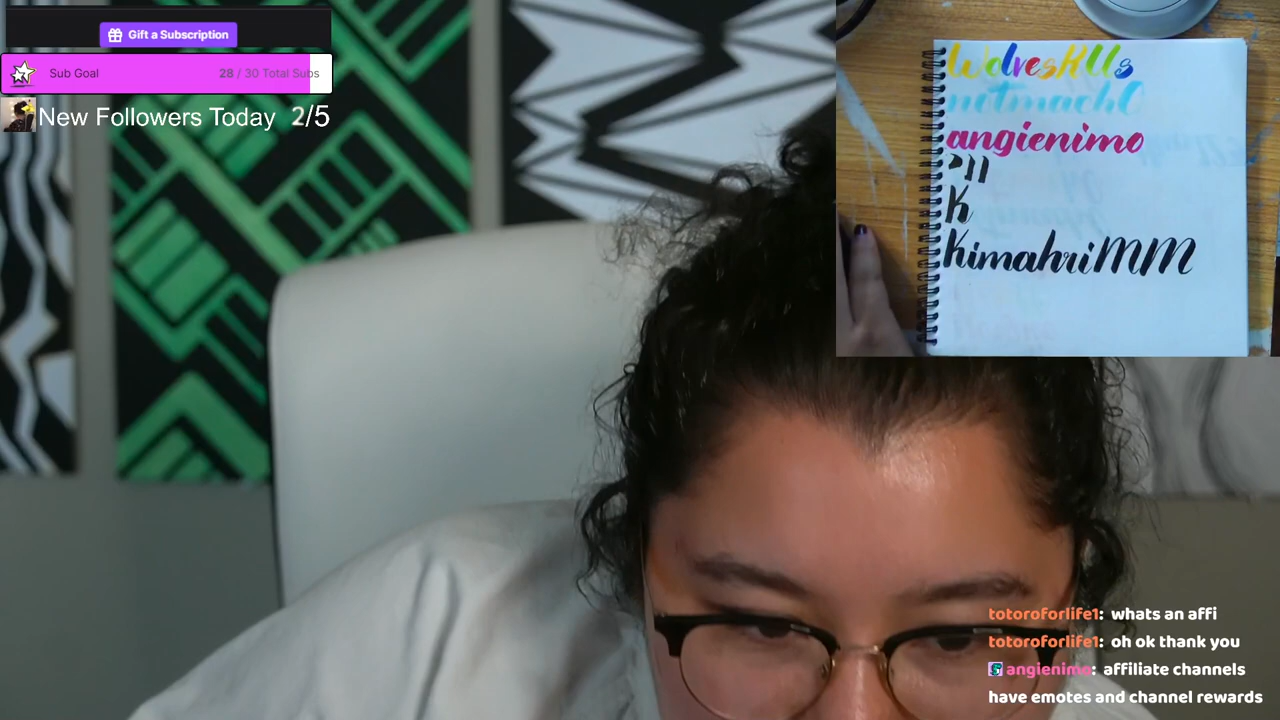 Gift a Subscription
Sub Goal 28 / 30 Total Subs
New Followers Today 2/5
WolvesKUs
angienimo
K
KimahriMM
totoroforlife1: whats an affi
totoroforlife1: oh ok thank you
angienimo: affiliate channels
have emotes and channel rewards